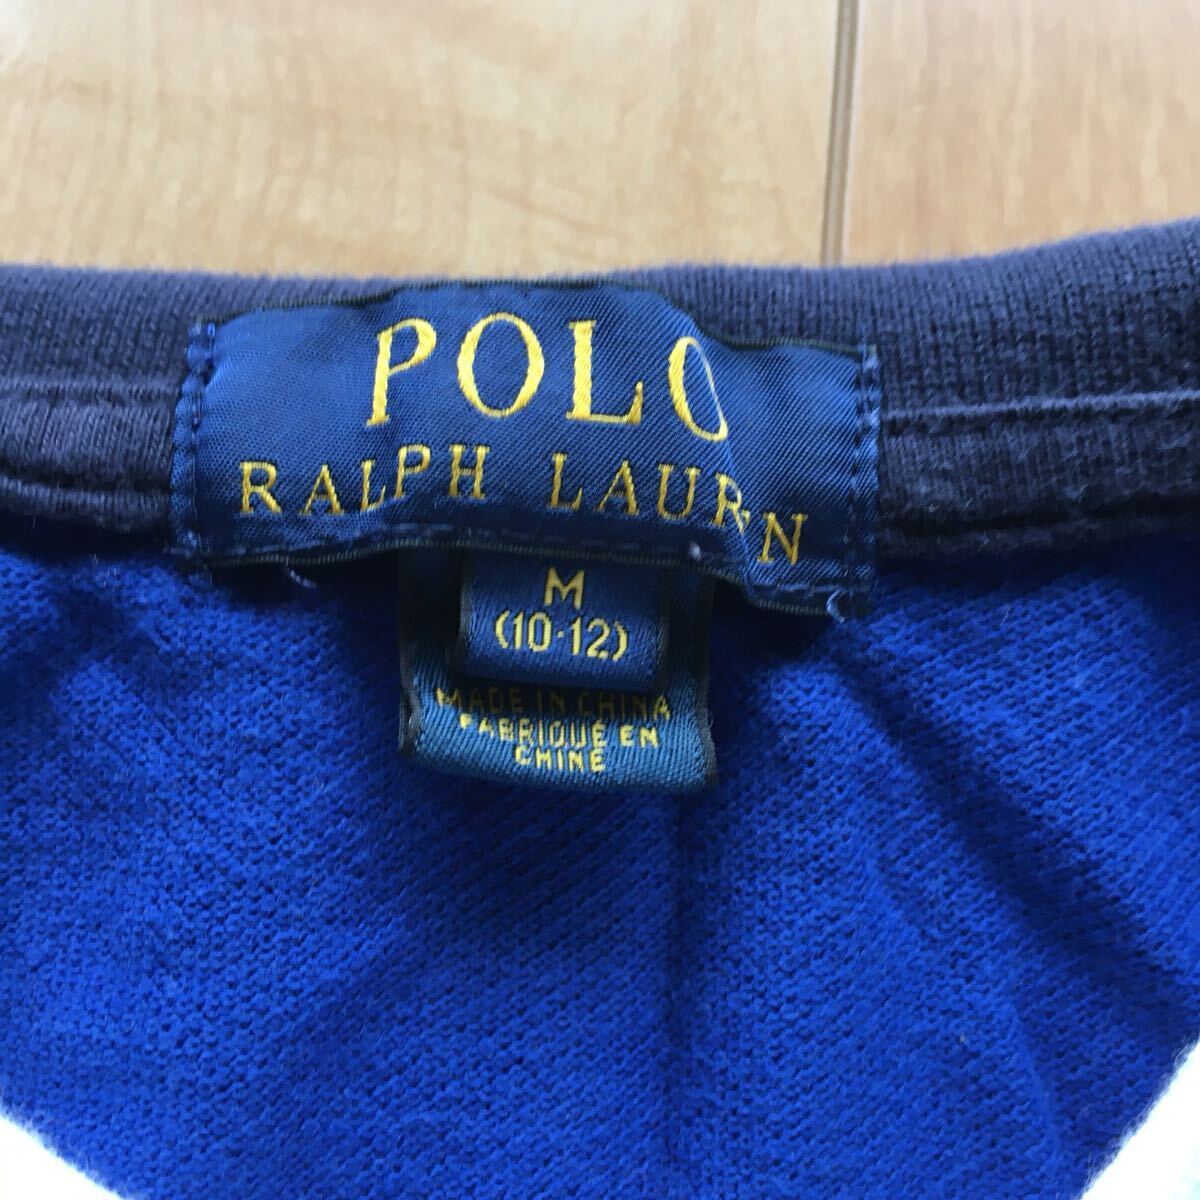 POLO
RALPH LAUREN
M
(10-12)
MADE IN CHINA
FABRIQUÉ EN
CHINE